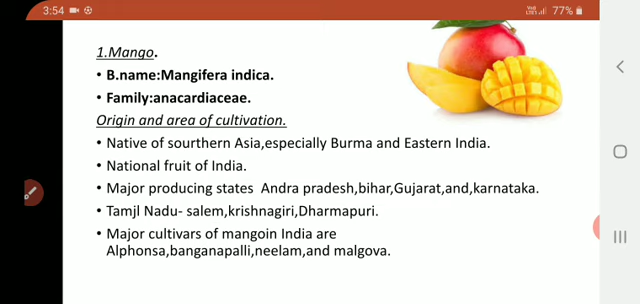 3:54
77%
1.Mango.
• B.name:Mangifera indica.
• Family:anacardiaceae.
Origin and area of cultivation.
• Native of sourthern Asia,especially Burma and Eastern India.
• National fruit of India.
• Major producing states  Andra pradesh,bihar,Gujarat,and,karnataka.
• Tamjl Nadu- salem,krishnagiri,Dharmapuri.
• Major cultivars of mangoin India are
Alphonsa,banganapalli,neelam,and malgova.